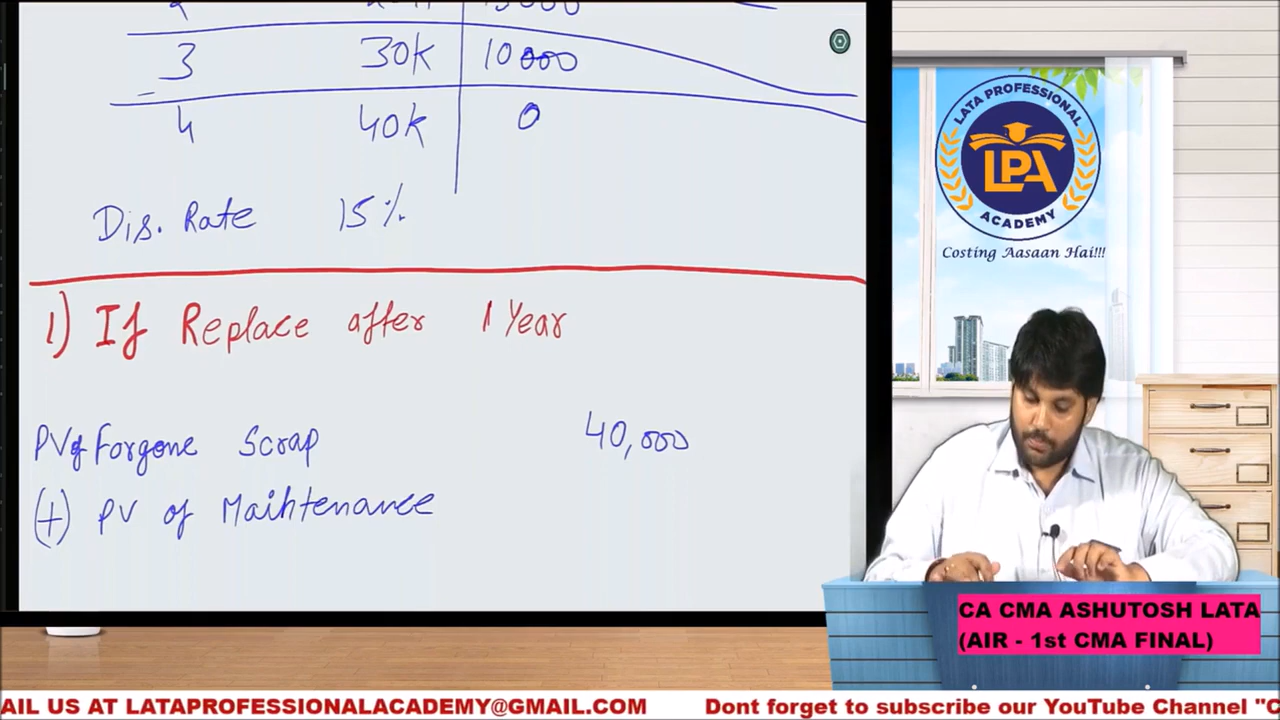 3 30k 10000
4 40k 0
Dis. Rate 15%
1) If Replace after 1 Year
PV of Forgone Scrap 40,000
(+) PV of Maintenance
LATA PROFESSIONAL
LPA
ACADEMY
Costing Aasaan Hai!!!
CA CMA ASHUTOSH LATA
(AIR - 1st CMA FINAL)
AIL US AT LATAPROFESSIONALACADEMY@GMAIL.COM Dont forget to subscribe our YouTube Channel "C